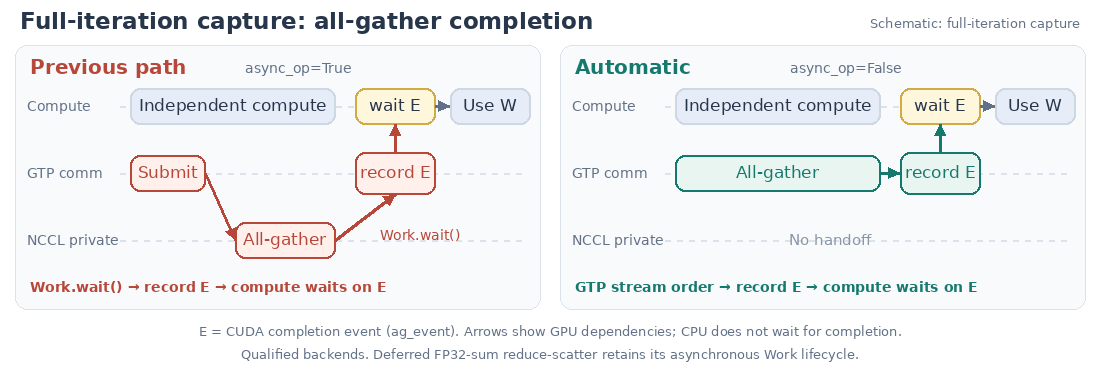 Full-iteration capture: all-gather completion
Schematic: full-iteration capture
Previous path
async_op=True
Compute
Independent compute
wait E
Use W
GTP comm
Submit
record E
NCCL private
All-gather
Work.wait()
Work.wait() → record E → compute waits on E
Automatic
async_op=False
Compute
Independent compute
wait E
Use W
GTP comm
All-gather
record E
NCCL private
No handoff
GTP stream order → record E → compute waits on E
E = CUDA completion event (ag_event). Arrows show GPU dependencies; CPU does not wait for completion.
Qualified backends. Deferred FP32-sum reduce-scatter retains its asynchronous Work lifecycle.